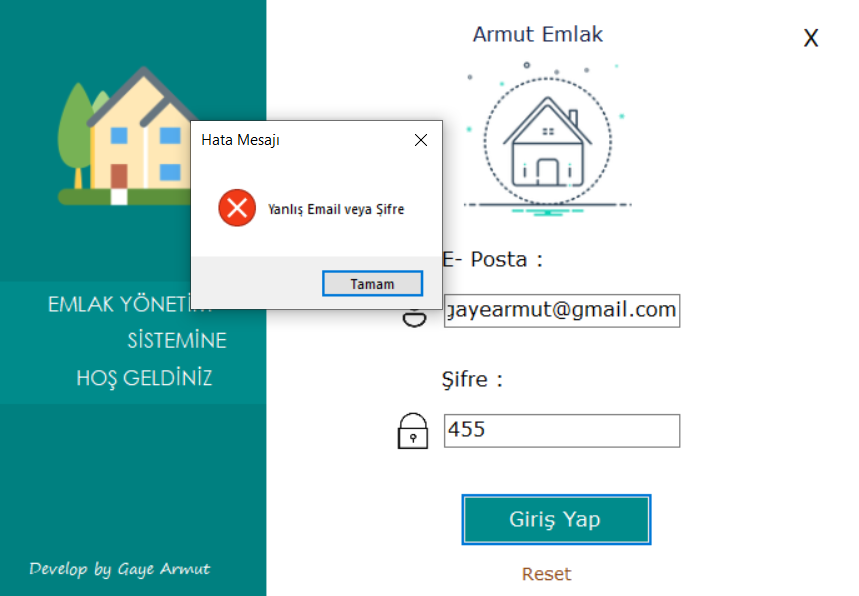 Armut Emlak
X
Hata Mesajı
Yanlış Email veya Şifre
Tamam
E- Posta :
gayearmut@gmail.com
EMLAK YÖNETİM
SİSTEMİNE
HOŞ GELDİNİZ
Şifre :
455
Giriş Yap
Reset
Develop by Gaye Armut